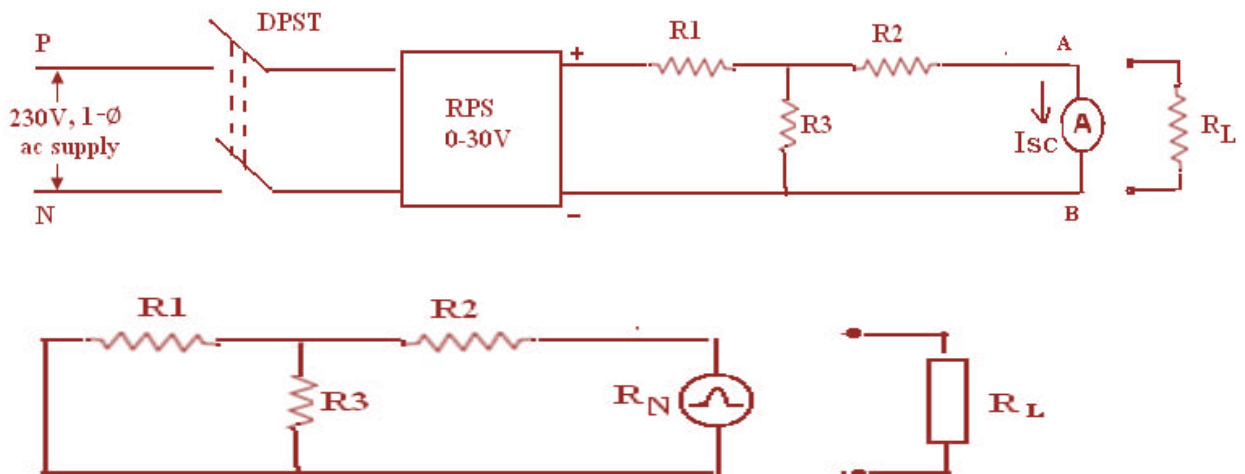 DPST
P
230V, 1-Ø
ac supply
N
RPS
0-30V
+
−
R1
R2
R3
A
Isc
A
B
RL
R1
R2
R3
RN
RL